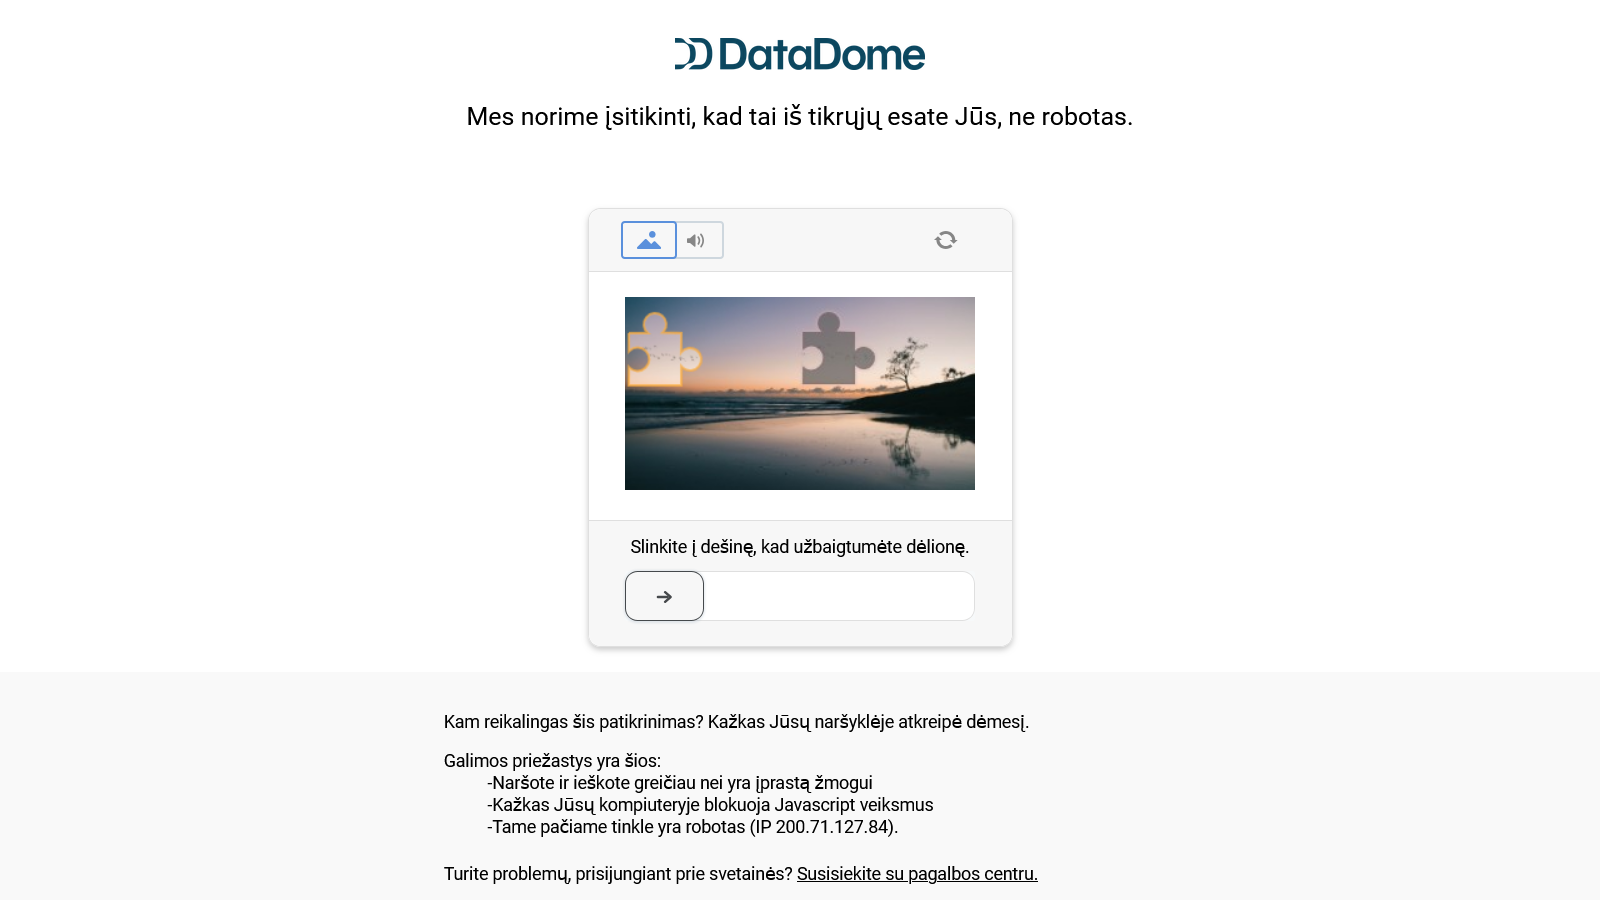 DataDome
Mes norime įsitikinti, kad tai iš tikrųjų esate Jūs, ne robotas.
Slinkite į dešinę, kad užbaigtumėte dėlionę.
Kam reikalingas šis patikrinimas? Kažkas Jūsų naršyklėje atkreipė dėmesį.
Galimos priežastys yra šios:
-Naršote ir ieškote greičiau nei yra įprastą žmogui
-Kažkas Jūsų kompiuteryje blokuoja Javascript veiksmus
-Tame pačiame tinkle yra robotas (IP 200.71.127.84).
Turite problemų, prisijungiant prie svetainės? Susisiekite su pagalbos centru.